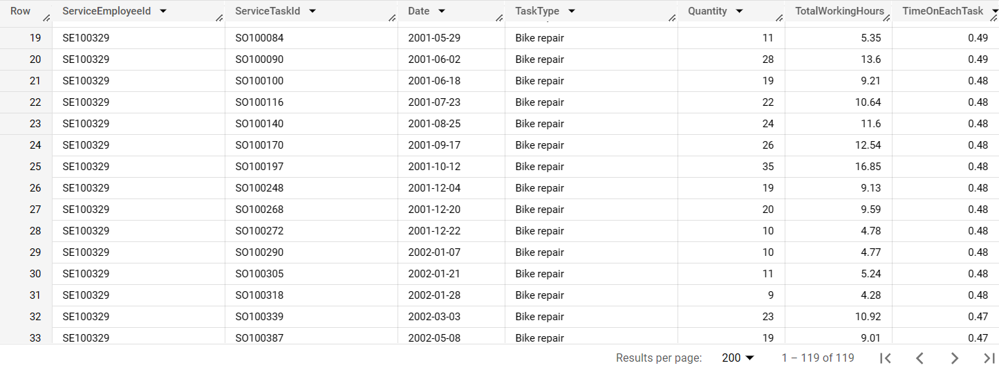 Row ServiceEmployeeId ServiceTaskId Date TaskType Quantity TotalWorkingHours TimeOnEachTask
19 SE100329 SO100084 2001-05-29 Bike repair 11 5.35 0.49
20 SE100329 SO100090 2001-06-02 Bike repair 28 13.6 0.49
21 SE100329 SO100100 2001-06-18 Bike repair 19 9.21 0.48
22 SE100329 SO100116 2001-07-23 Bike repair 22 10.64 0.48
23 SE100329 SO100140 2001-08-25 Bike repair 24 11.6 0.48
24 SE100329 SO100170 2001-09-17 Bike repair 26 12.54 0.48
25 SE100329 SO100197 2001-10-12 Bike repair 35 16.85 0.48
26 SE100329 SO100248 2001-12-04 Bike repair 19 9.13 0.48
27 SE100329 SO100268 2001-12-20 Bike repair 20 9.59 0.48
28 SE100329 SO100272 2001-12-22 Bike repair 10 4.78 0.48
29 SE100329 SO100290 2002-01-07 Bike repair 10 4.77 0.48
30 SE100329 SO100305 2002-01-21 Bike repair 11 5.24 0.48
31 SE100329 SO100318 2002-01-28 Bike repair 9 4.28 0.48
32 SE100329 SO100339 2002-03-03 Bike repair 23 10.92 0.47
33 SE100329 SO100387 2002-05-08 Bike repair 19 9.01 0.47
Results per page: 200 1 – 119 of 119